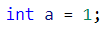 int a = 1;